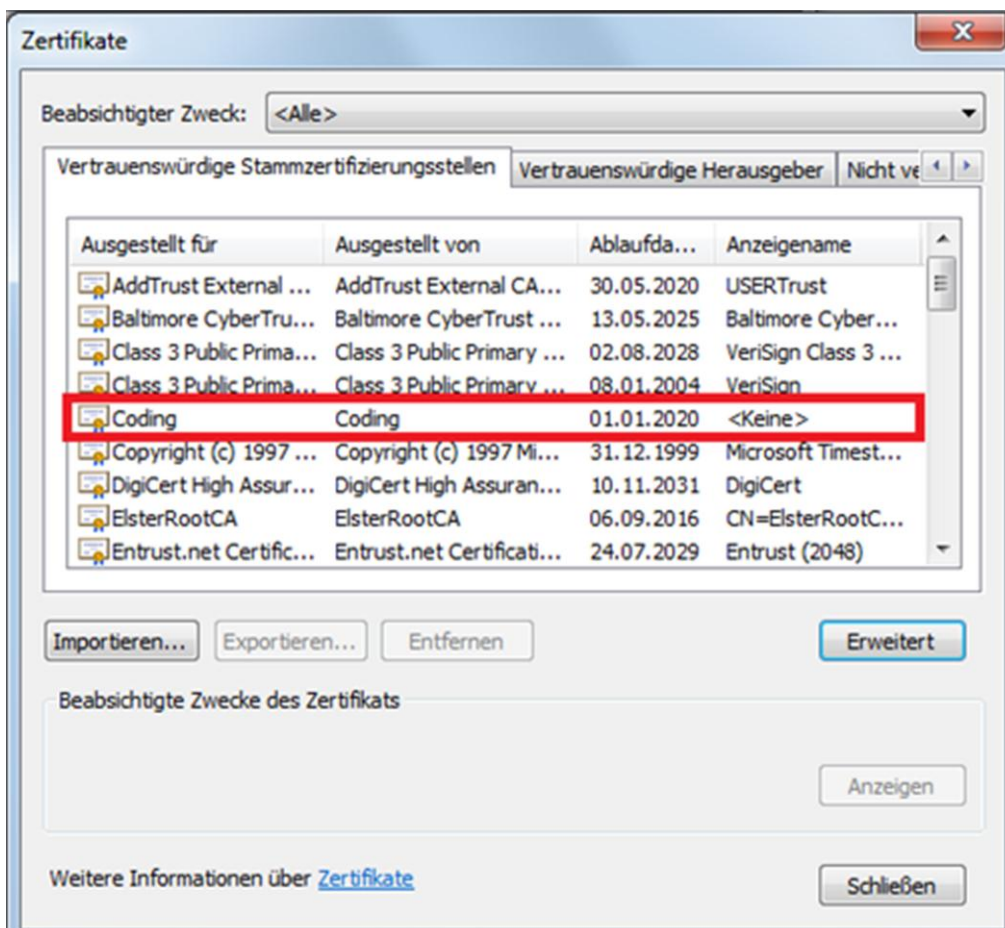 Zertifikate
Beabsichtigter Zweck: <Alle>
Vertrauenswürdige Stammzertifizierungsstellen Vertrauenswürdige Herausgeber Nicht ve
Ausgestellt für Ausgestellt von Ablaufda... Anzeigename
AddTrust External ... AddTrust External CA... 30.05.2020 USERTrust
Baltimore CyberTru... Baltimore CyberTrust ... 13.05.2025 Baltimore Cyber...
Class 3 Public Prima... Class 3 Public Primary ... 02.08.2028 VeriSign Class 3 ...
Class 3 Public Prima... Class 3 Public Primary ... 08.01.2004 VeriSign
Coding Coding 01.01.2020 <Keine>
Copyright (c) 1997 ... Copyright (c) 1997 Mi... 31.12.1999 Microsoft Timest...
DigiCert High Assur... DigiCert High Assuran... 10.11.2031 DigiCert
ElsterRootCA ElsterRootCA 06.09.2016 CN=ElsterRootC...
Entrust.net Certific... Entrust.net Certificati... 24.07.2029 Entrust (2048)
Importieren... Exportieren... Entfernen Erweitert
Beabsichtigte Zwecke des Zertifikats
Anzeigen
Weitere Informationen über Zertifikate
Schließen